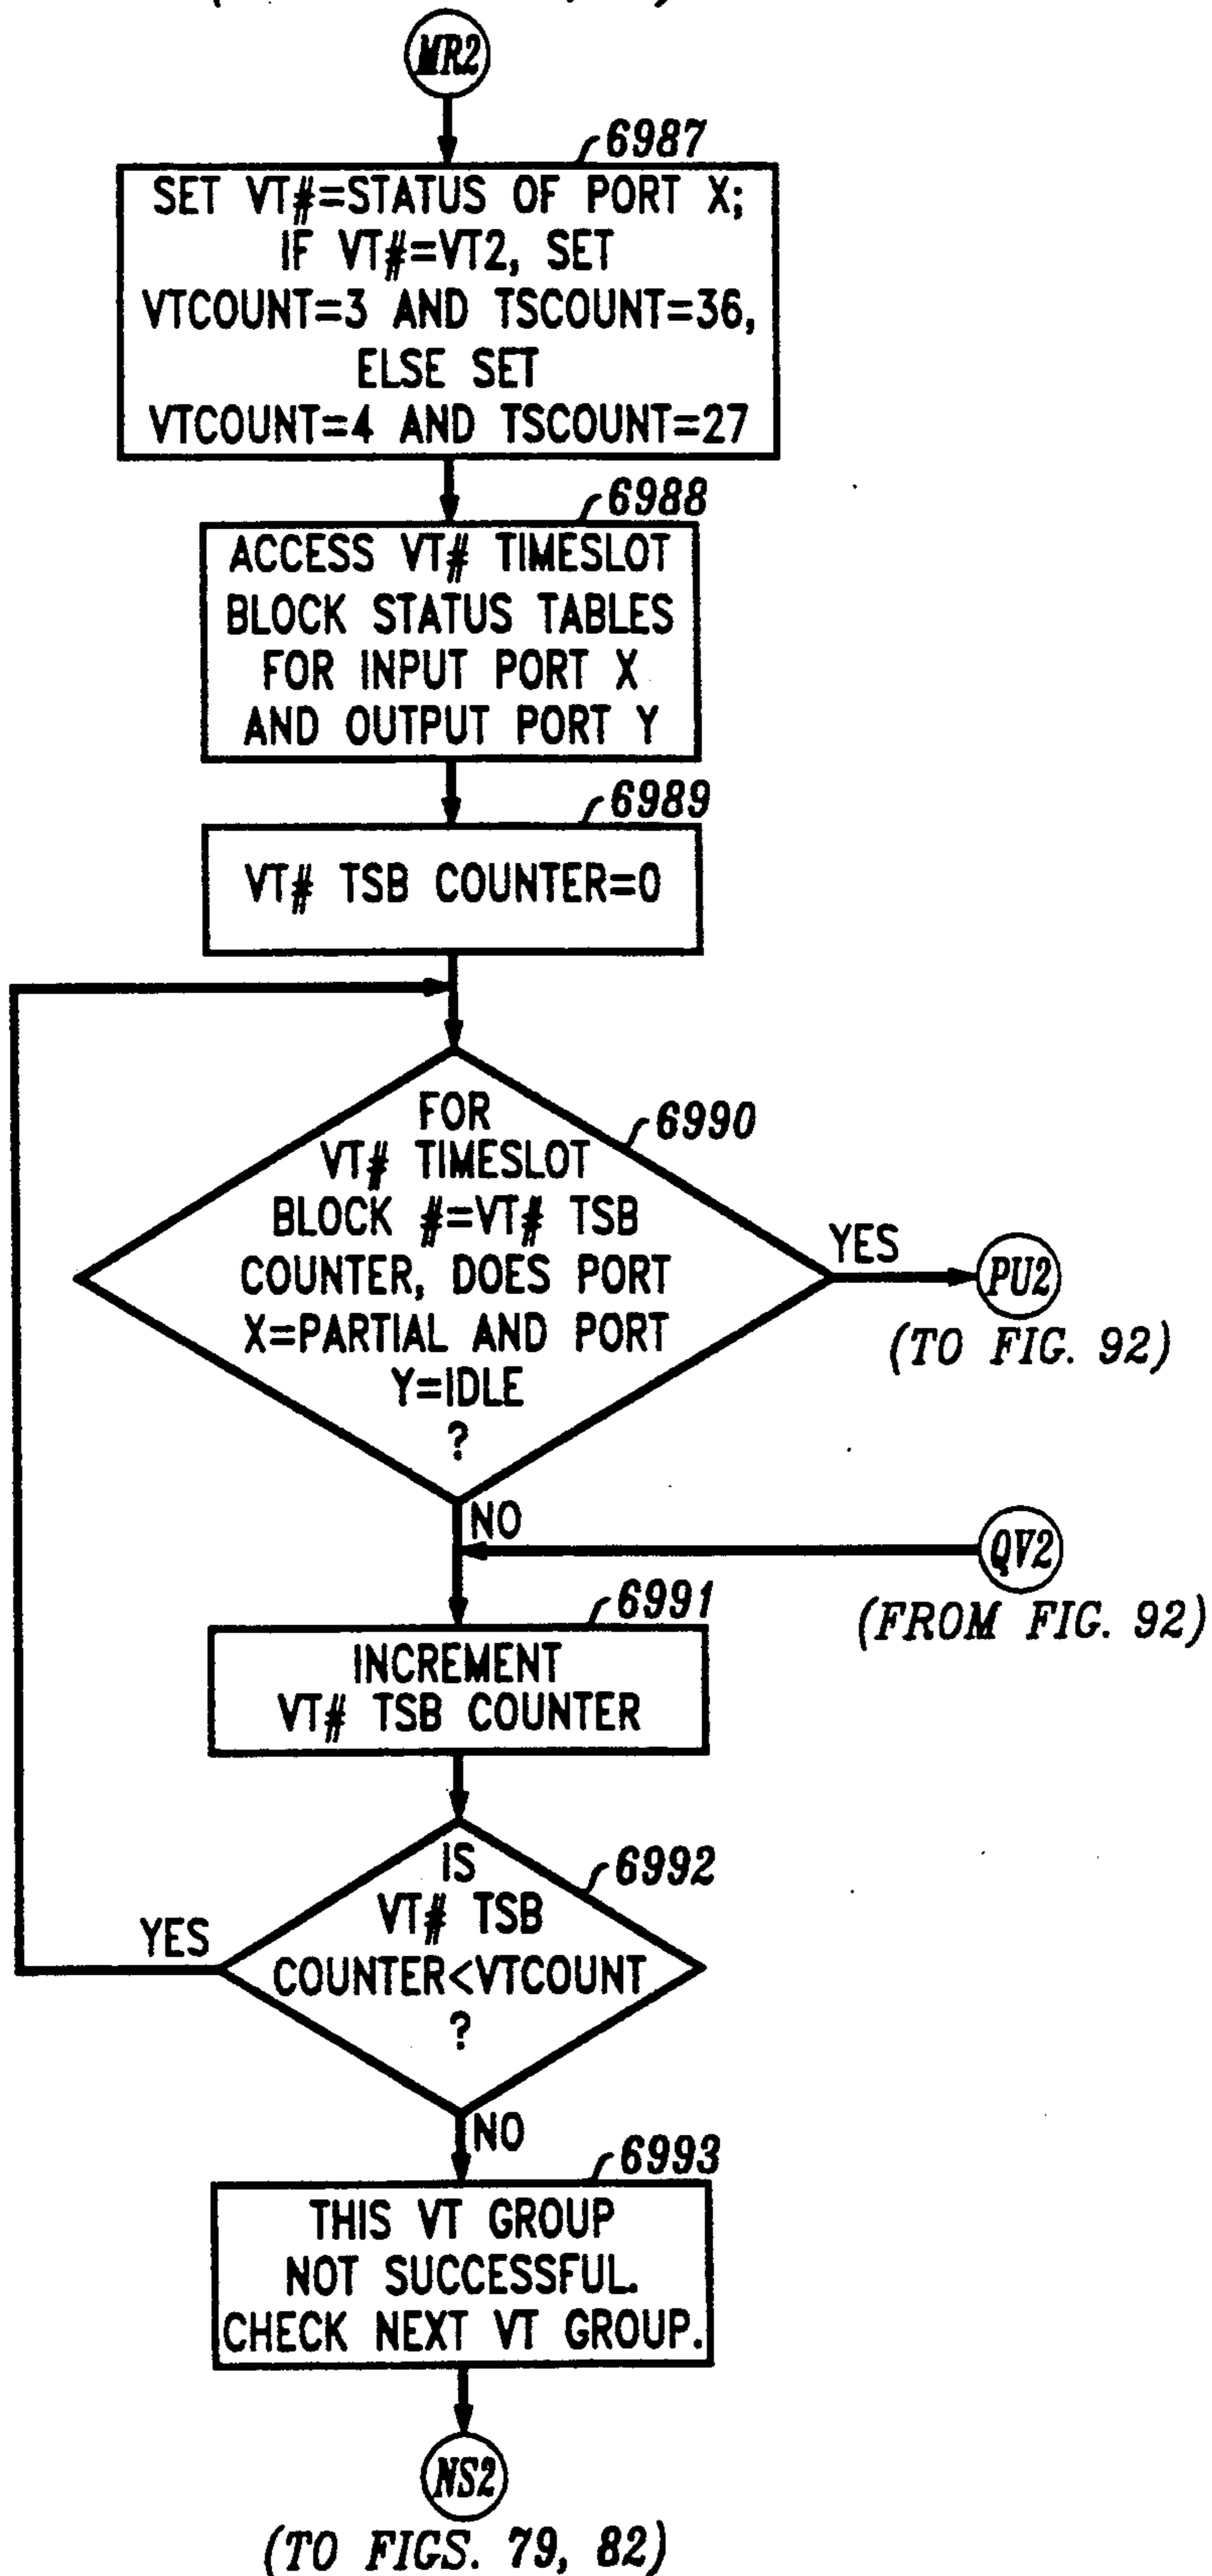 MR2
6987
SET VT#=STATUS OF PORT X;
IF VT#=VT2, SET
VTCOUNT=3 AND TSCOUNT=36,
ELSE SET
VTCOUNT=4 AND TSCOUNT=27
6988
ACCESS VT# TIMESLOT
BLOCK STATUS TABLES
FOR INPUT PORT X
AND OUTPUT PORT Y
6989
VT# TSB COUNTER=0
6990
FOR
VT# TIMESLOT
BLOCK #=VT# TSB
COUNTER, DOES PORT
X=PARTIAL AND PORT
Y=IDLE
?
YES
PU2
(TO FIG. 92)
NO
QV2
(FROM FIG. 92)
6991
INCREMENT
VT# TSB COUNTER
6992
IS
VT# TSB
COUNTER<VTCOUNT
?
YES
NO
6993
THIS VT GROUP
NOT SUCCESSFUL.
CHECK NEXT VT GROUP.
NS2
(TO FIGS. 79, 82)